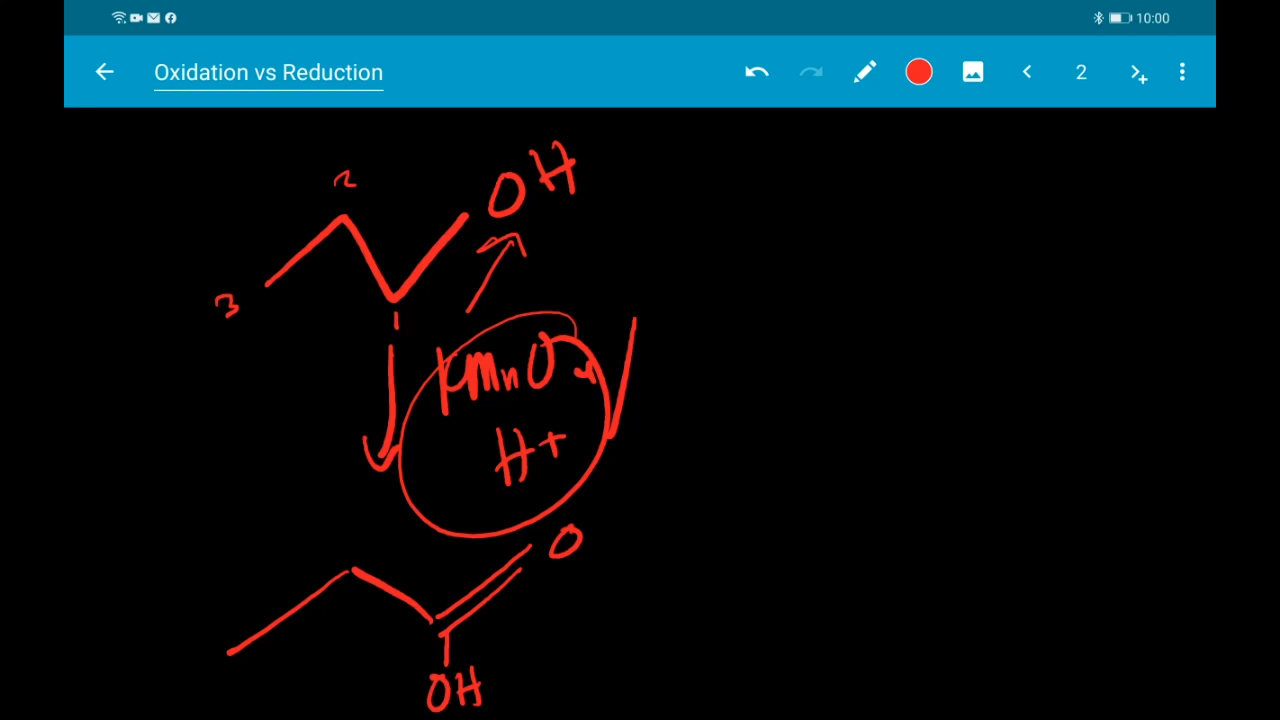 10:00
Oxidation vs Reduction
2
OH
2
3
1
KMnO4
H+
O
OH